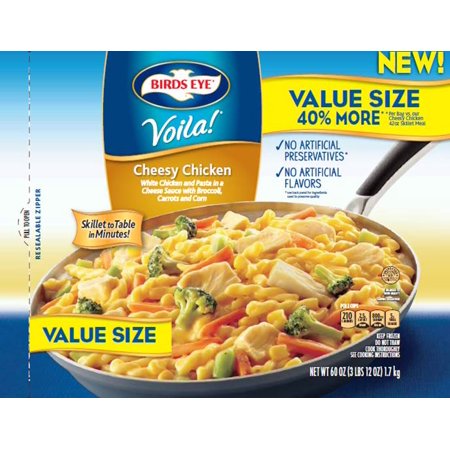 NEW!
BIRDS EYE®
Voila!®
VALUE SIZE
40% MORE*
*Per Bag vs. our
Cheesy Chicken
42oz Skillet Meal
✓NO ARTIFICIAL
PRESERVATIVES*
✓NO ARTIFICIAL
FLAVORS
Cheesy Chicken
White Chicken and Pasta in a
Cheese Sauce with Broccoli,
Carrots and Corn
Skillet to Table
in Minutes!
PULL TO OPEN
RESEALABLE ZIPPER
VALUE SIZE
KEEP FROZEN
DO NOT THAW
COOK THOROUGHLY
SEE COOKING INSTRUCTIONS
NET WT 60 OZ (3 LBS 12 OZ) 1.7 kg